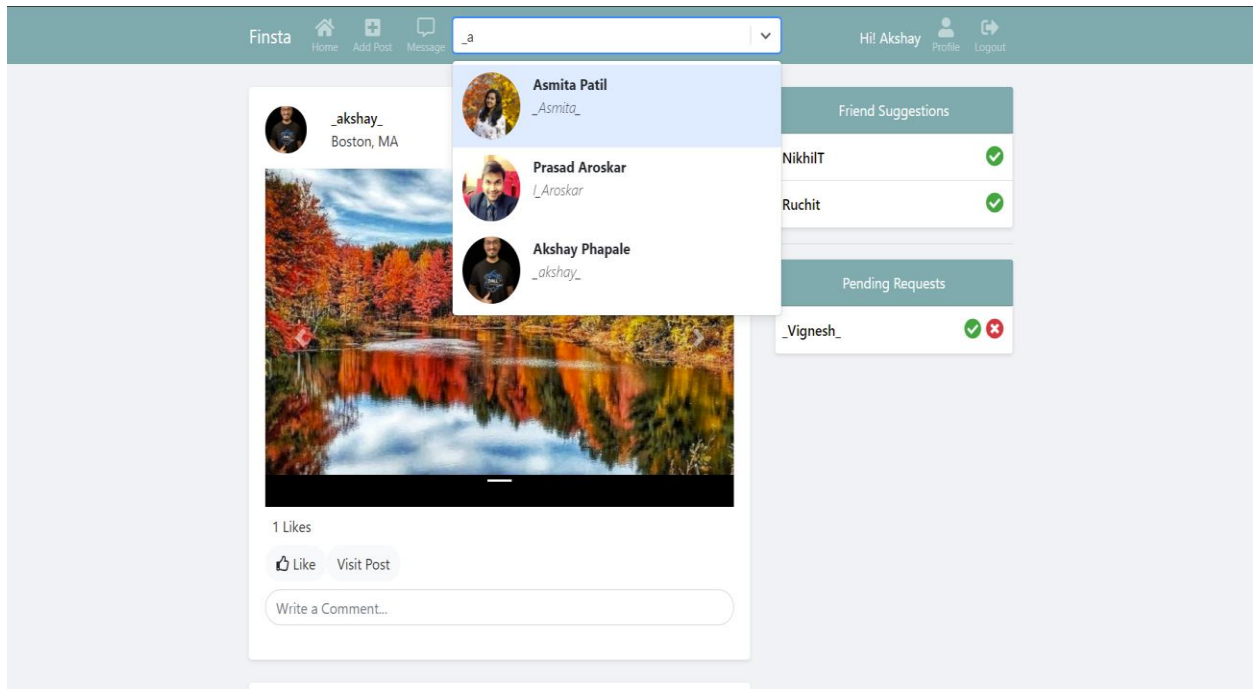 Finsta
Home
Add Post
Message
_a
Hi! Akshay
Profile
Logout
Asmita Patil
_Asmita_
Prasad Aroskar
I_Aroskar
Akshay Phapale
_akshay_
_akshay_
Boston, MA
Friend Suggestions
NikhilT
Ruchit
Pending Requests
_Vignesh_
1 Likes
Like
Visit Post
Write a Comment...